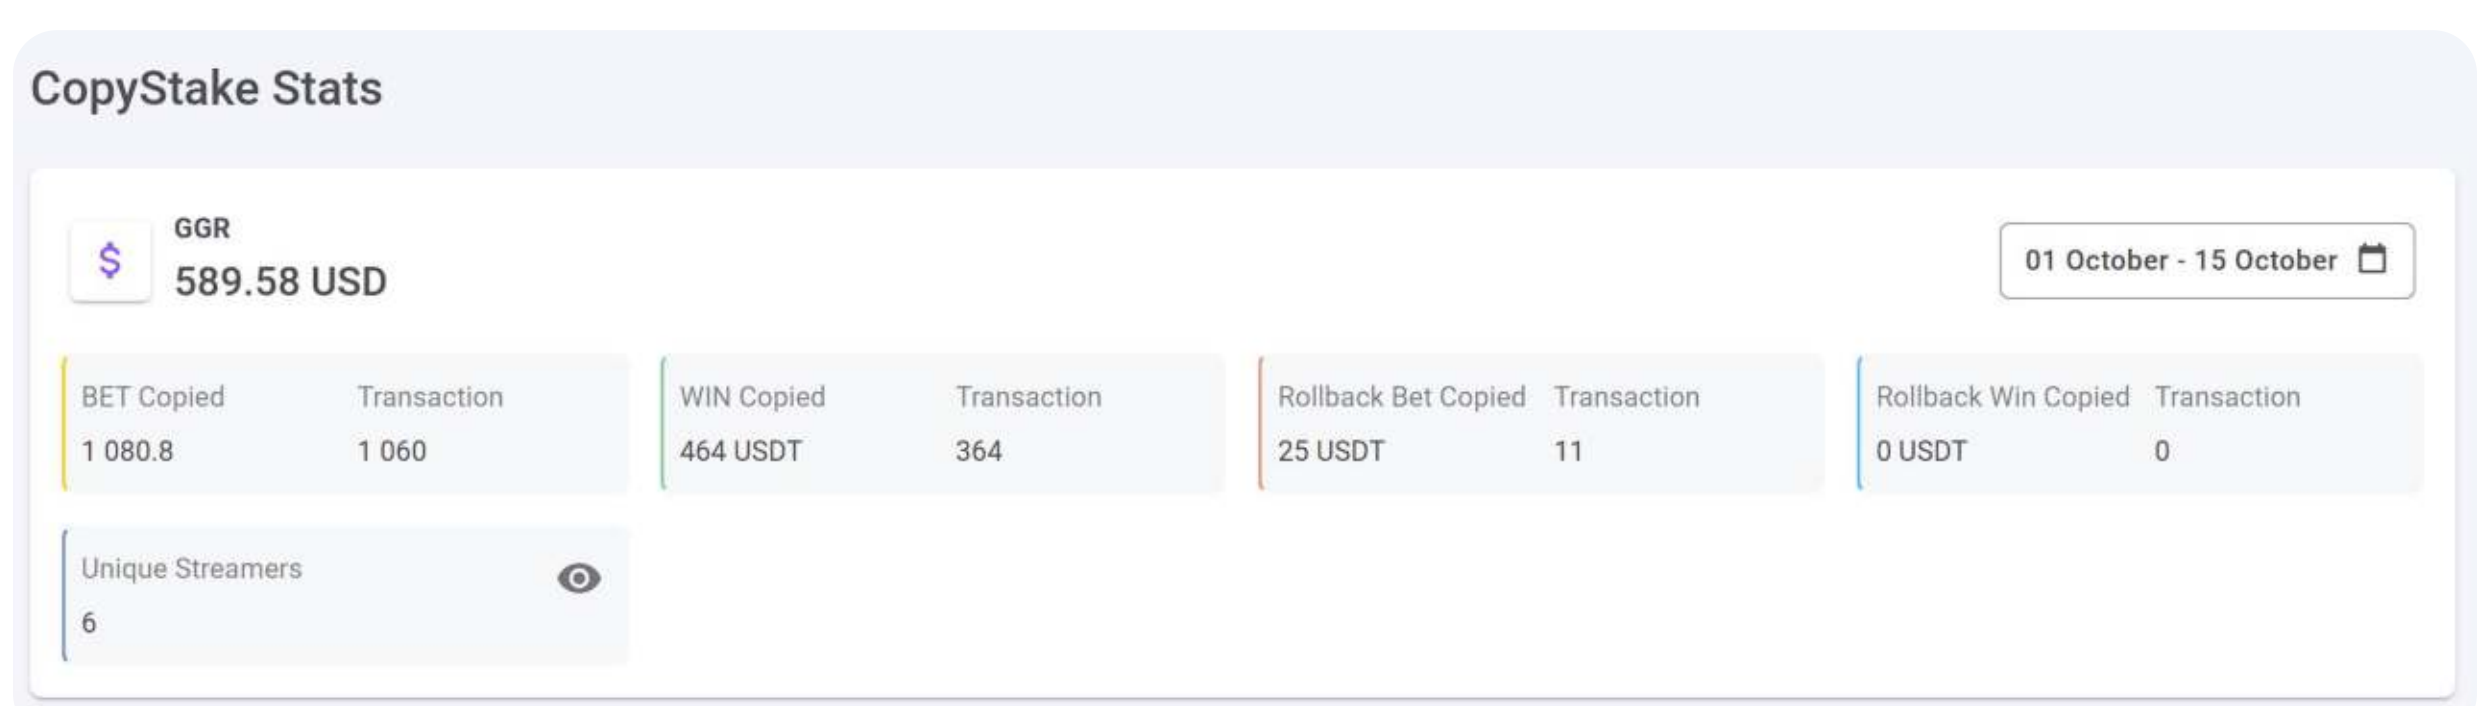 CopyStake Stats
$
GGR
589.58 USD
01 October - 15 October
BET Copied Transaction
1 080.8 1 060
WIN Copied Transaction
464 USDT 364
Rollback Bet Copied Transaction
25 USDT 11
Rollback Win Copied Transaction
0 USDT 0
Unique Streamers
6